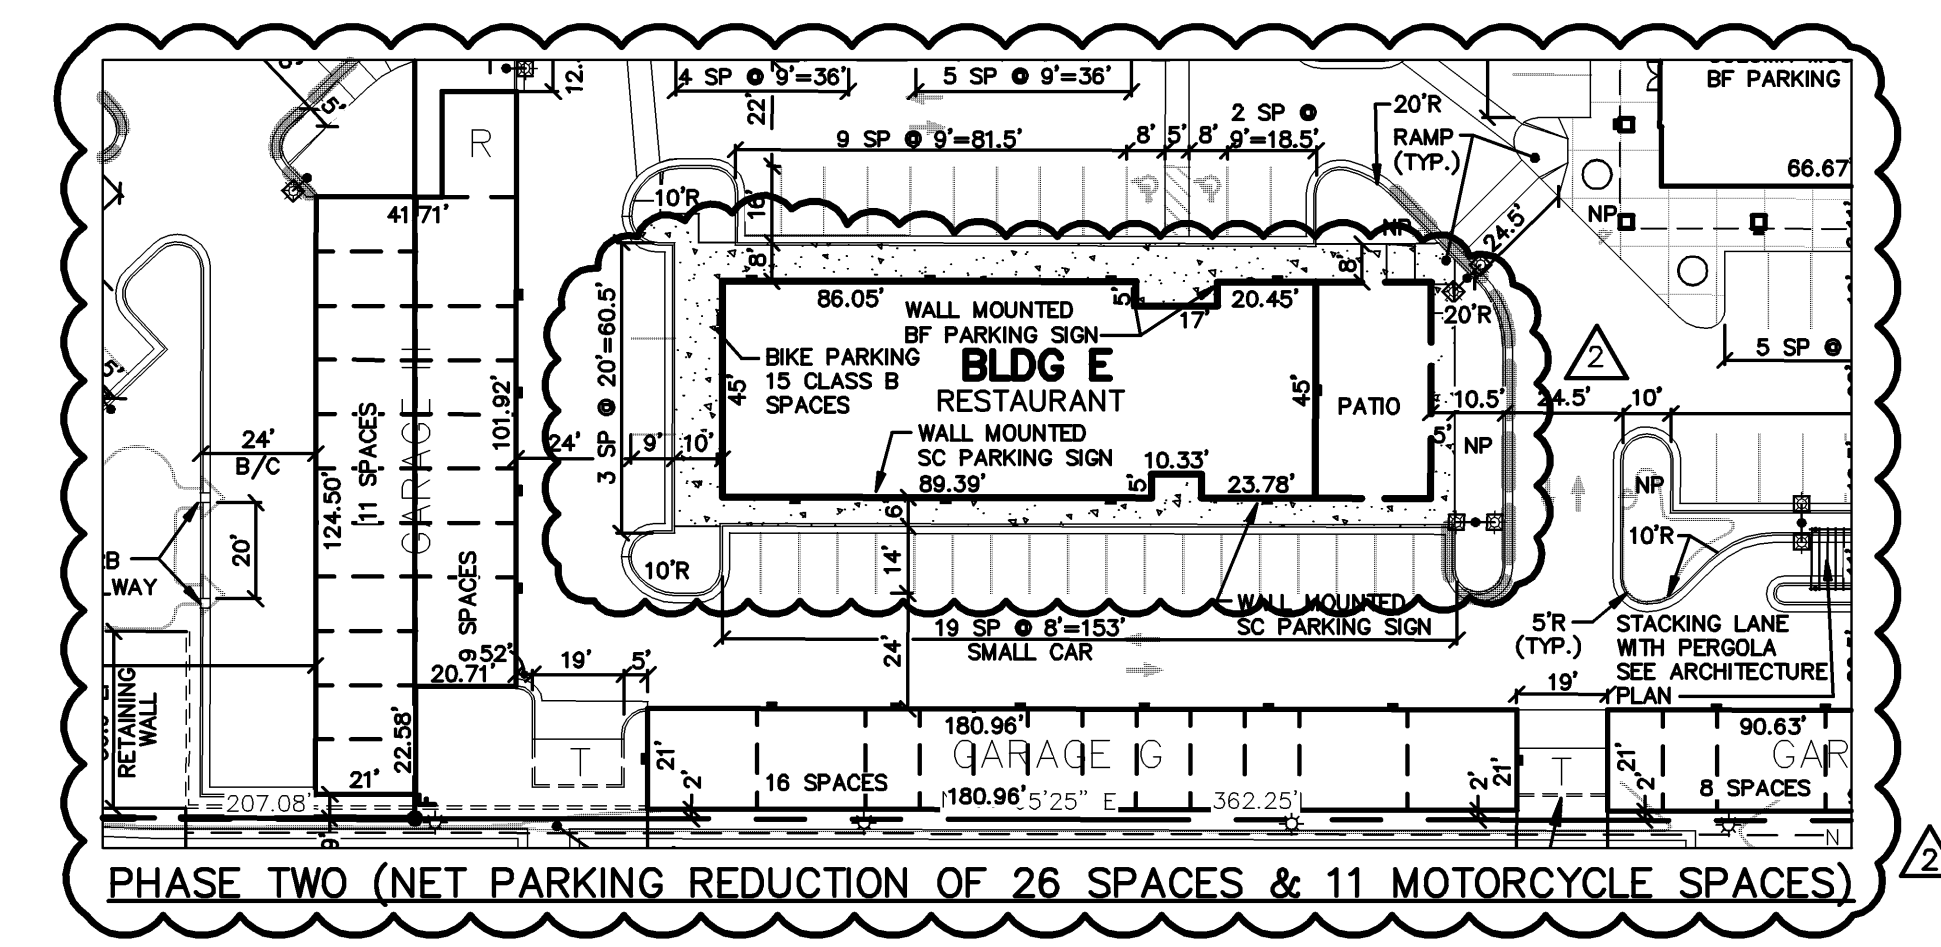 4 SP @ 9'=36'
5 SP @ 9'=36'
22'
2 SP @
9'=18.5'
9 SP @ 9'=81.5'
8'
5'
8'
20'R
RAMP
(TYP.)
BF PARKING
66.67'
5'
R
41.71'
10'R
16'
NP
NP
24.5'
8'
8'
86.05'
5'
17'
20.45'
20'R
WALL MOUNTED
BF PARKING SIGN
BLDG E
RESTAURANT
BIKE PARKING
15 CLASS B
SPACES
45'
45'
PATIO
3 SP @ 20'=60.5'
2
5 SP @
5'
10.5'
24.5'
10'
5'
NP
NP
24'
B/C
11 SPACES
GARAGE H
101.92'
24'
9'
10'
WALL MOUNTED
SC PARKING SIGN
10.33'
89.39'
5'
23.78'
6'
14'
124.50'
20'
10'R
10'R
LWAY
9 SPACES
WALL MOUNTED
SC PARKING SIGN
19 SP @ 8'=153'
SMALL CAR
24'
5'R
(TYP.)
STACKING LANE
WITH PERGOLA
SEE ARCHITECTURE
PLAN
52'
20.71'
19'
5'
19'
RETAINING
WALL
22.58'
21'
207.08'
T
21'
2'
180.96'
GARAGE G
16 SPACES
180.96'
5'25" E
362.25'
2'
21'
T
21'
2'
90.63'
GAR
8 SPACES
9'
N
PHASE TWO (NET PARKING REDUCTION OF 26 SPACES & 11 MOTORCYCLE SPACES)
2